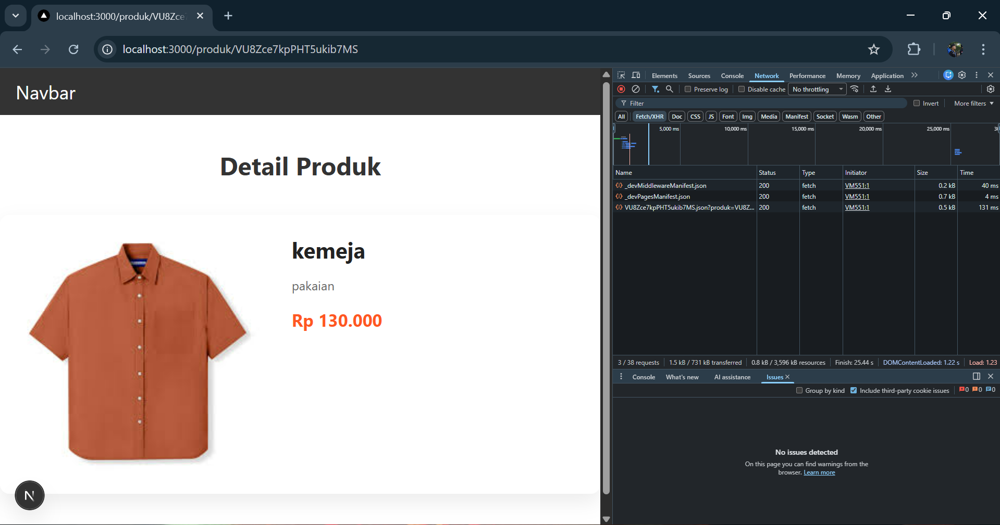 localhost:3000/produk/VU8Zce
localhost:3000/produk/VU8Zce7kpPHT5ukib7MS
Navbar
Detail Produk
kemeja
pakaian
Rp 130.000
N
Elements Sources Console Network Performance Memory Application
Preserve log Disable cache No throttling
Filter Invert More filters
All Fetch/XHR Doc CSS JS Font Img Media Manifest Socket Wasm Other
5,000 ms 10,000 ms 15,000 ms 20,000 ms 25,000 ms
Name Status Type Initiator Size Time
_devMiddlewareManifest.json 200 fetch VM551:1 0.2 kB 40 ms
_devPagesManifest.json 200 fetch VM551:1 0.7 kB 4 ms
VU8Zce7kpPHT5ukib7MS.json?produk=VU8Z... 200 fetch VM551:1 0.5 kB 131 ms
3 / 38 requests 1.5 kB / 731 kB transferred 0.8 kB / 3,596 kB resources Finish: 25.44 s DOMContentLoaded: 1.22 s Load: 1.23
Console What's new AI assistance Issues
Group by kind Include third-party cookie issues 0 0 0
No issues detected
On this page you can find warnings from the
browser. Learn more